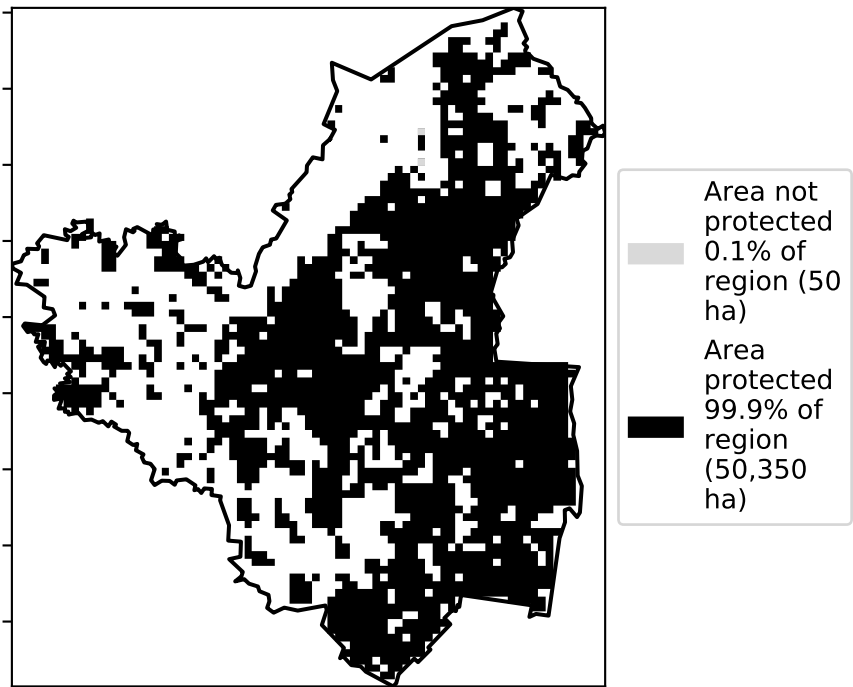 Area not
protected
0.1% of
region (50
ha)
Area
protected
99.9% of
region
(50,350
ha)